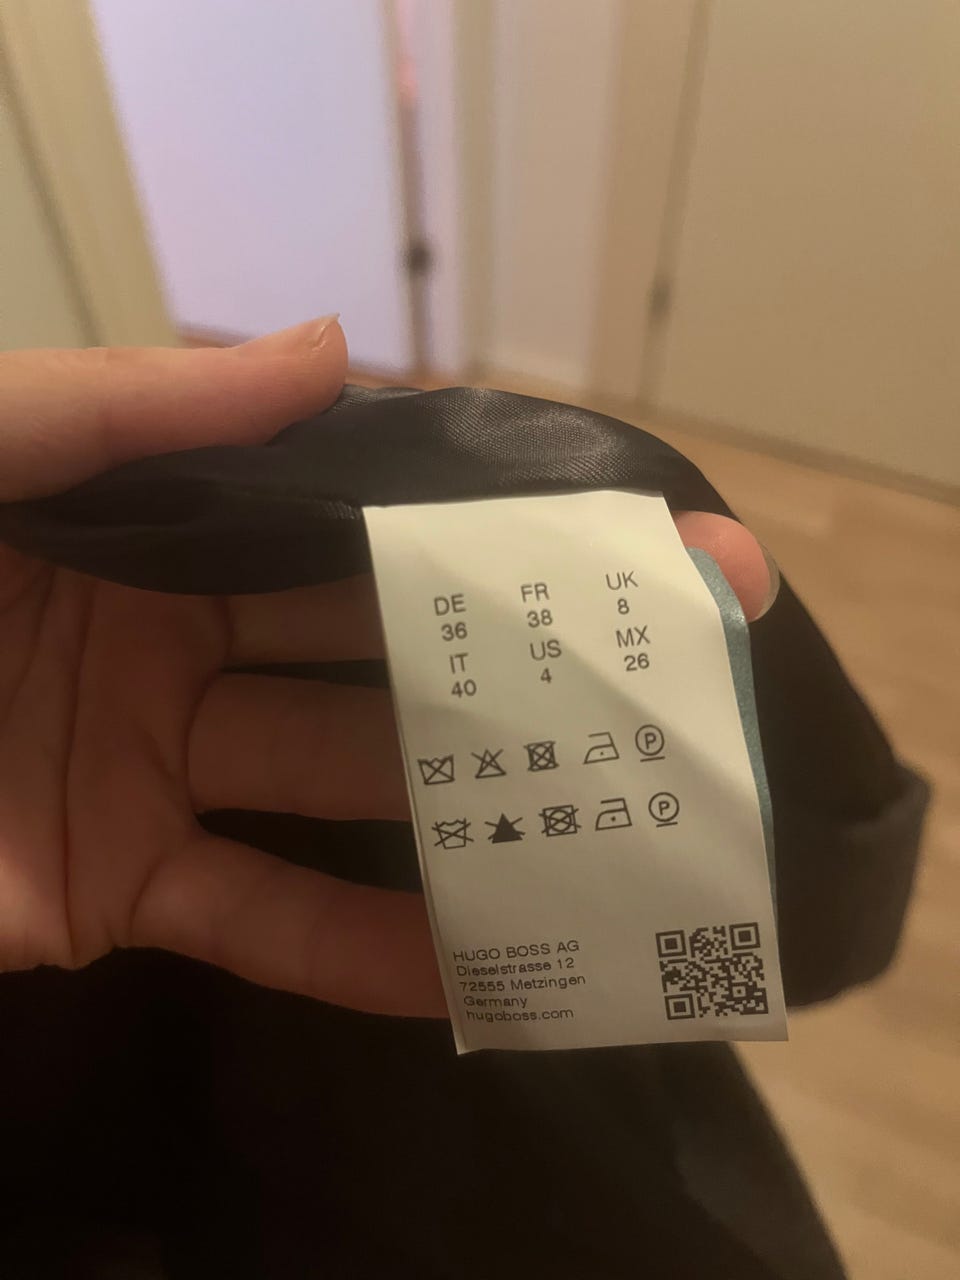 DE FR UK
36 38 8
IT US MX
40 4 26
P
P
HUGO BOSS AG
Dieselstrasse 12
72555 Metzingen
Germany
hugoboss.com